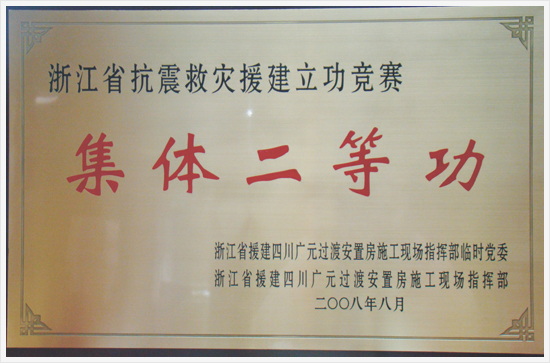 浙江省抗震救灾援建立功竞赛
集体二等功
浙江省援建四川广元过渡安置房施工现场指挥部临时党委
浙江省援建四川广元过渡安置房施工现场指挥部
二〇〇八年八月